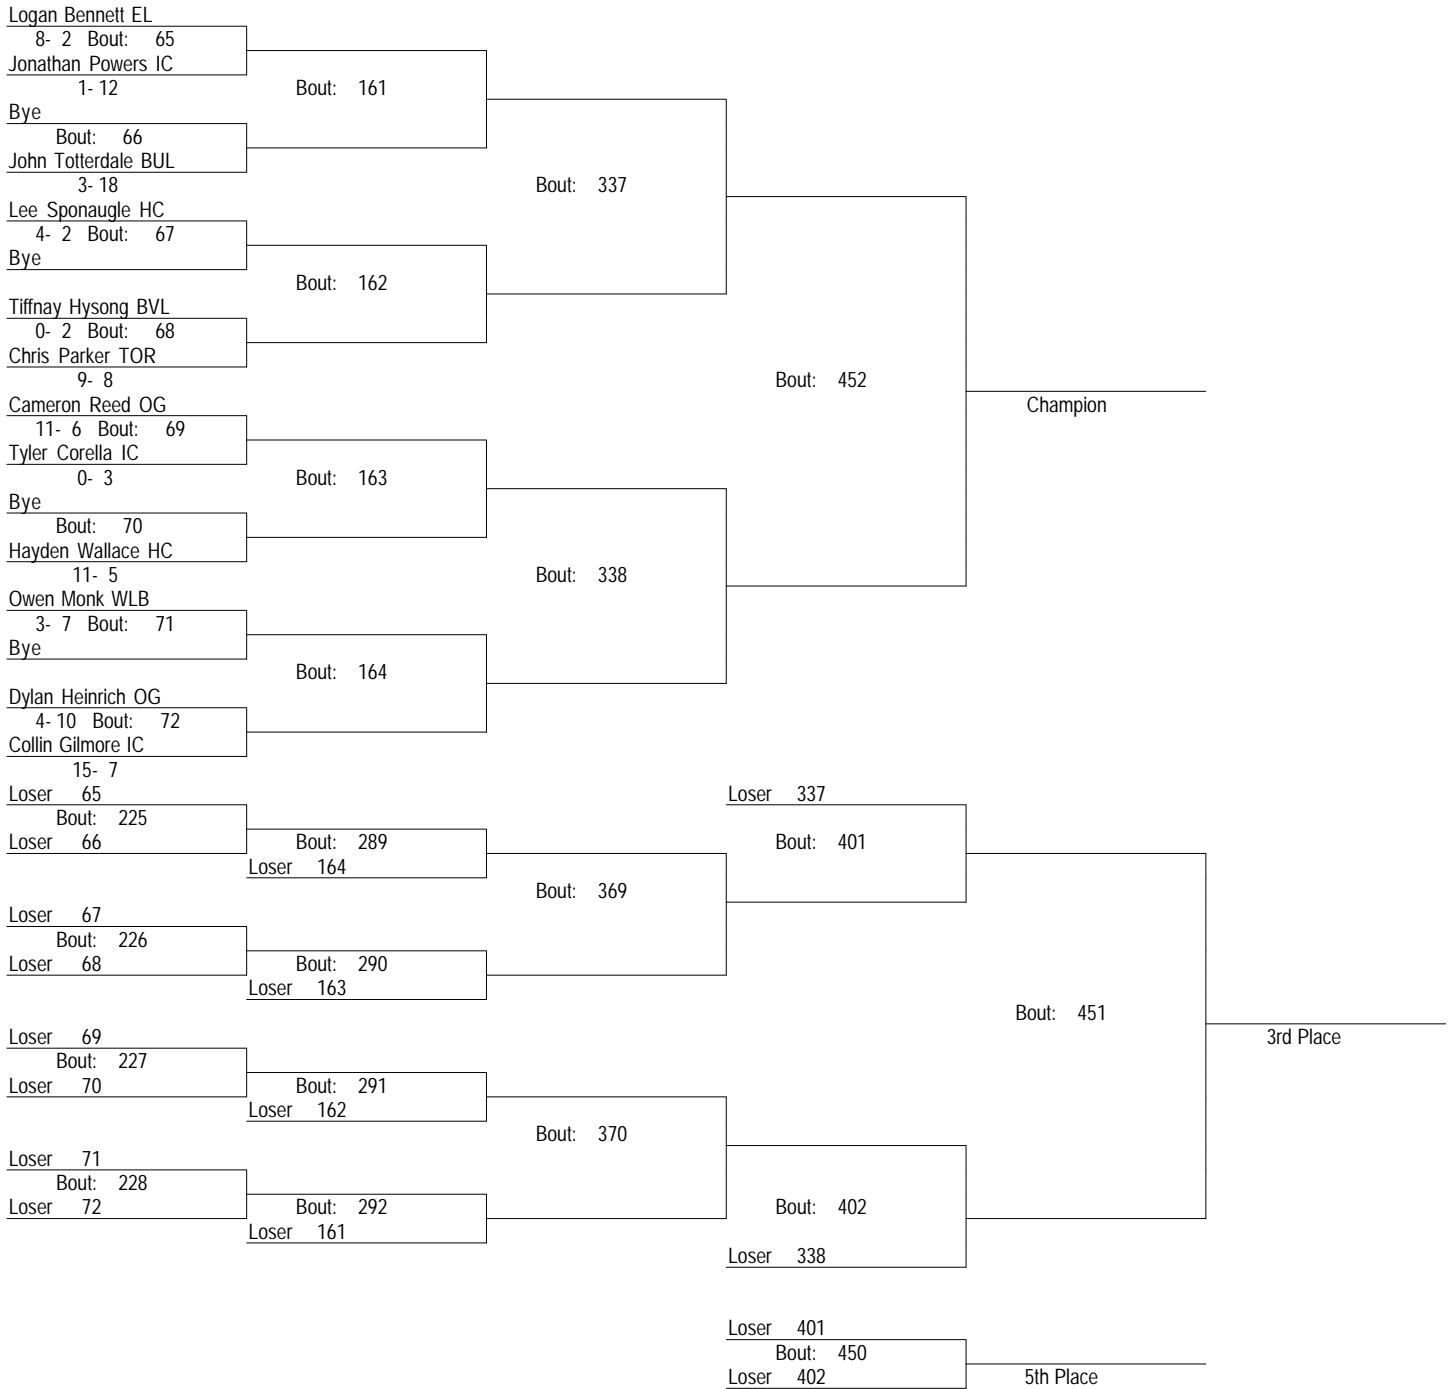 Logan Bennett EL
8- 2 Bout: 65
Jonathan Powers IC
1- 12
Bout: 161
Bye
Bout: 66
John Totterdale BUL
3- 18
Bout: 337
Lee Sponaugle HC
4- 2 Bout: 67
Bye
Bout: 162
Tiffnay Hysong BVL
0- 2 Bout: 68
Chris Parker TOR
9- 8
Bout: 452
Champion
Cameron Reed OG
11- 6 Bout: 69
Tyler Corella IC
0- 3
Bout: 163
Bye
Bout: 70
Hayden Wallace HC
11- 5
Bout: 338
Owen Monk WLB
3- 7 Bout: 71
Bye
Bout: 164
Dylan Heinrich OG
4- 10 Bout: 72
Collin Gilmore IC
15- 7
Loser 65
Bout: 225
Loser 66
Bout: 289
Loser 164
Loser 337
Bout: 401
Bout: 369
Loser 67
Bout: 226
Loser 68
Bout: 290
Loser 163
Bout: 451
3rd Place
Loser 69
Bout: 227
Loser 70
Bout: 291
Loser 162
Bout: 370
Loser 71
Bout: 228
Loser 72
Bout: 292
Loser 161
Bout: 402
Loser 338
Loser 401
Bout: 450
Loser 402
5th Place